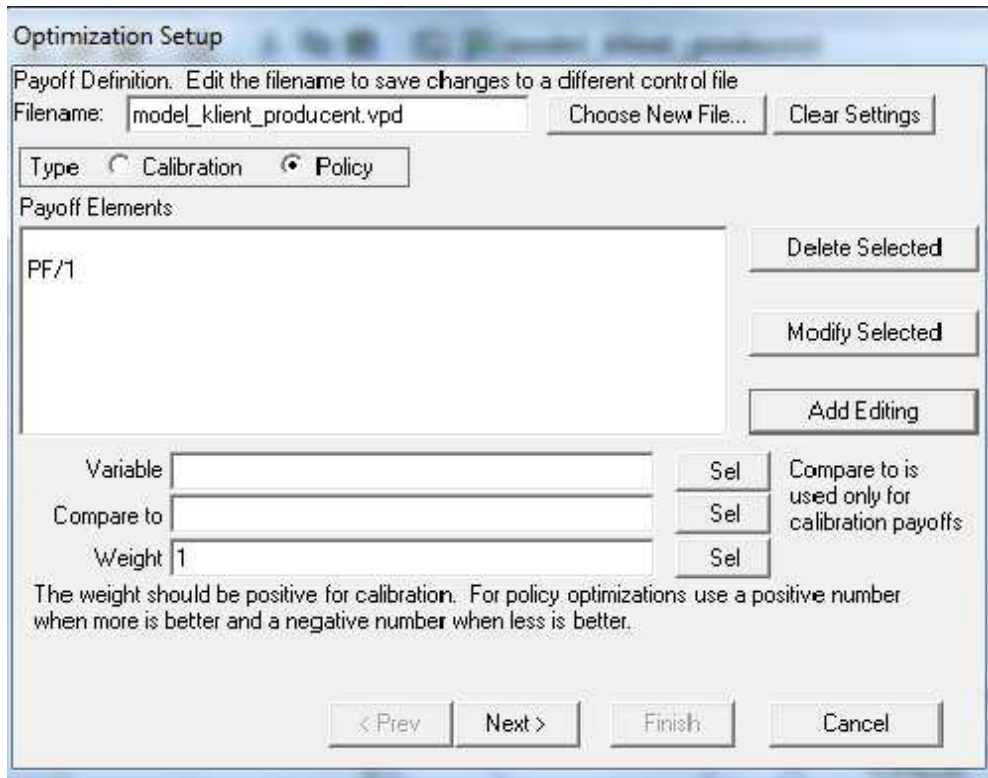 Optimization Setup
Payoff Definition. Edit the filename to save changes to a different control file
Filename: model_klient_producent.vpd Choose New File... Clear Settings
Type Calibration Policy
Payoff Elements
PF/1
Delete Selected
Modify Selected
Add Editing
Variable Sel
Compare to Sel
Weight 1 Sel
Compare to is
used only for
calibration payoffs
The weight should be positive for calibration. For policy optimizations use a positive number
when more is better and a negative number when less is better.
< Prev Next > Finish Cancel